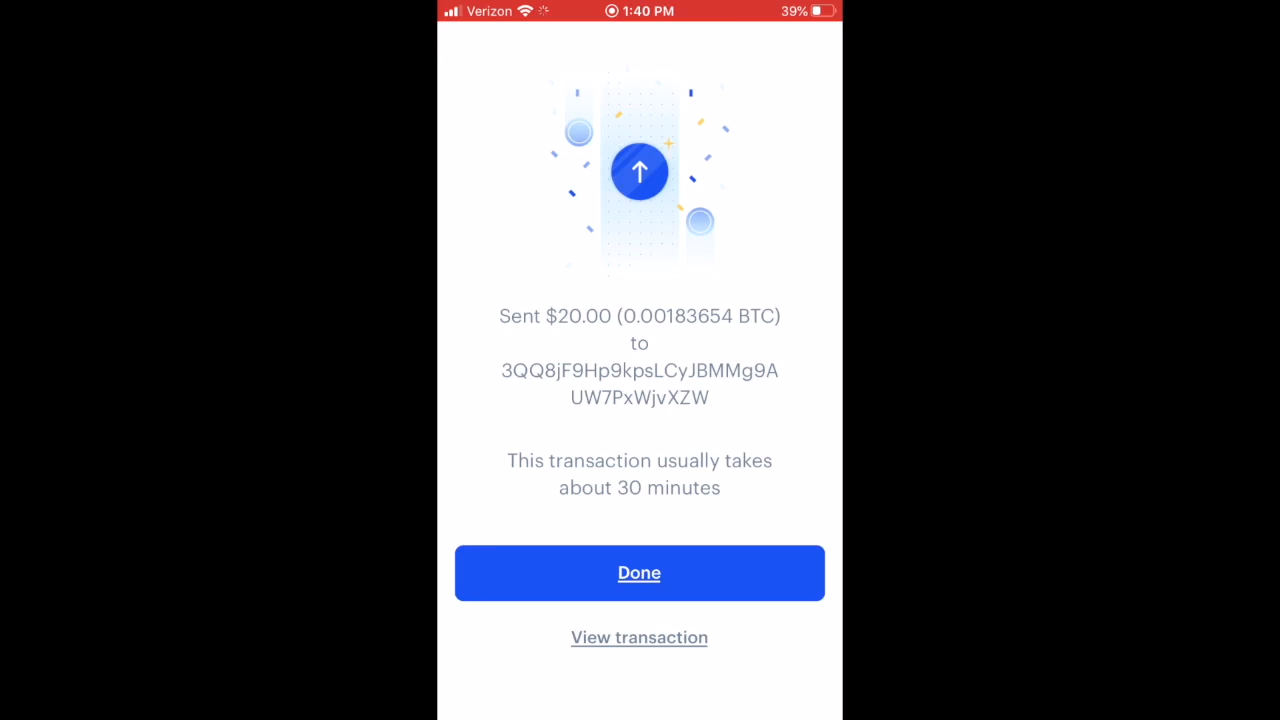 Verizon 1:40 PM 39%
Sent $20.00 (0.00183654 BTC)
to
3QQ8jF9Hp9kpsLCyJBMMg9A
UW7PxWjvXZW
This transaction usually takes
about 30 minutes
Done
View transaction